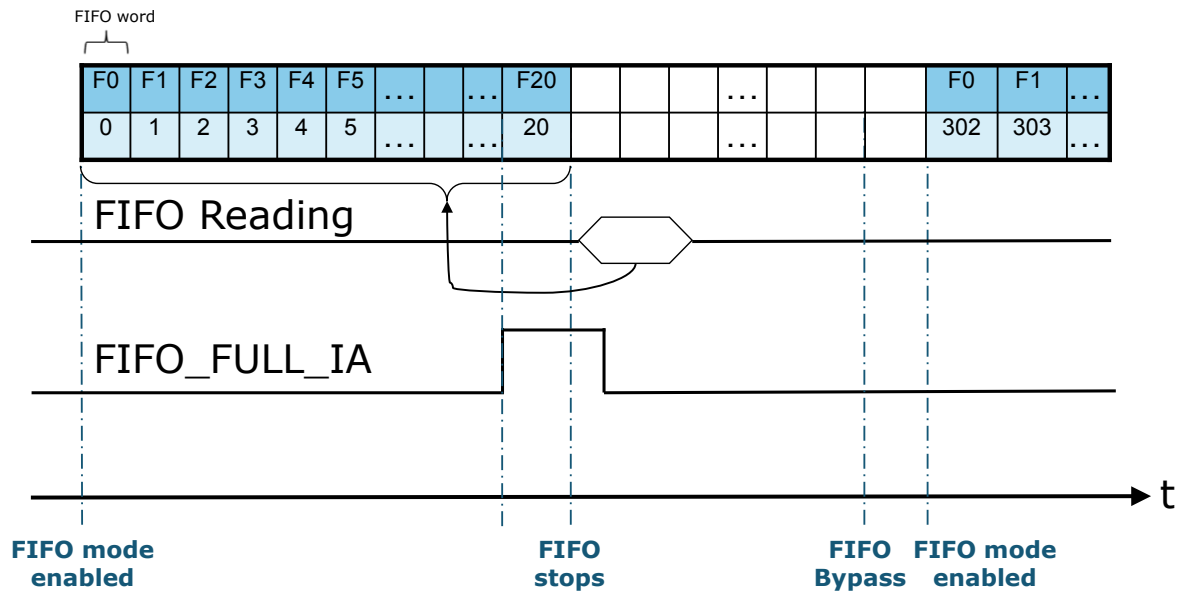 FIFO word
F0 F1 F2 F3 F4 F5 ... ... F20 ... F0 F1 ...
0 1 2 3 4 5 ... ... 20 ... 302 303 ...
FIFO Reading
FIFO_FULL_IA
t
FIFO mode FIFO FIFO FIFO mode
enabled stops Bypass enabled